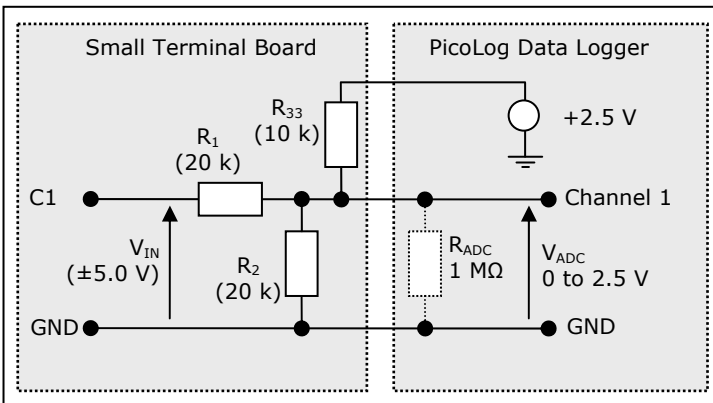 Small Terminal Board
PicoLog Data Logger
R33
(10 k)
+2.5 V
R1
(20 k)
C1
Channel 1
VIN
(±5.0 V)
R2
(20 k)
RADC
1 MΩ
VADC
0 to 2.5 V
GND
GND